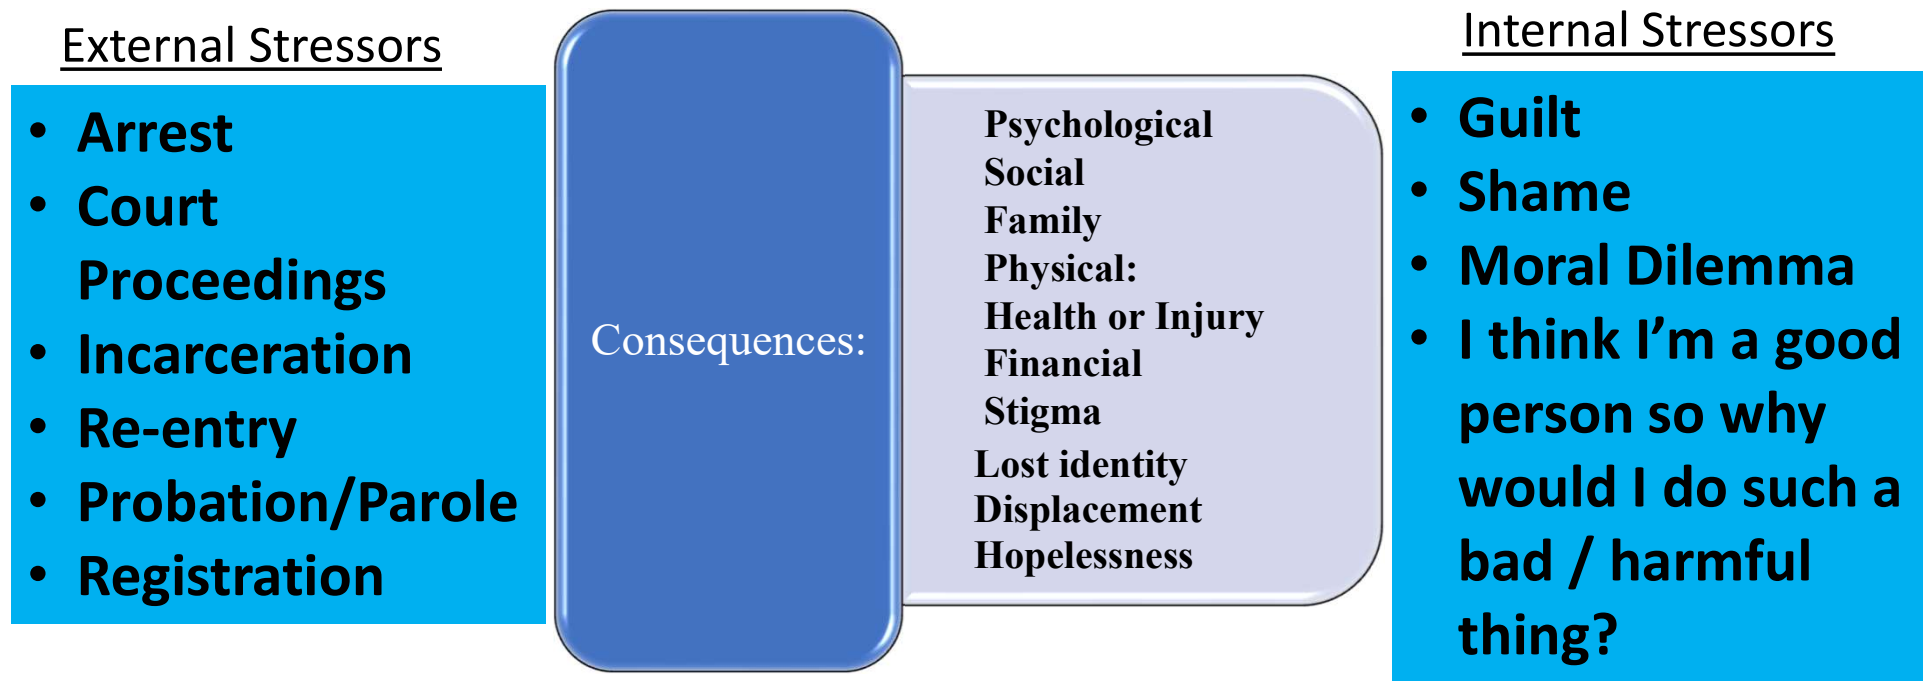 External Stressors
• Arrest
• Court
Proceedings
• Incarceration
• Re-entry
• Probation/Parole
• Registration
Consequences:
Psychological
Social
Family
Physical:
Health or Injury
Financial
Stigma
Lost identity
Displacement
Hopelessness
Internal Stressors
• Guilt
• Shame
• Moral Dilemma
• I think I’m a good
person so why
would I do such a
bad / harmful
thing?